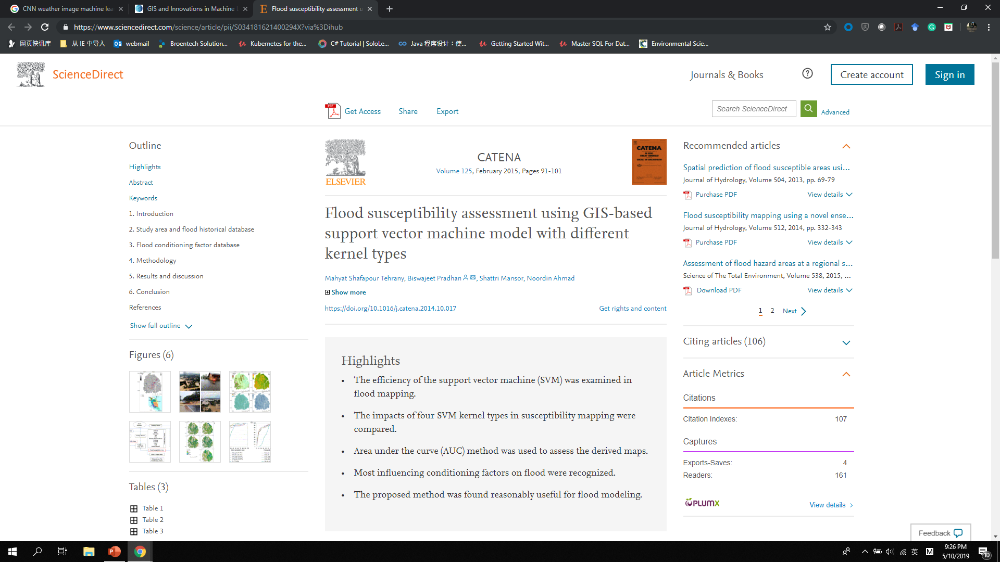 CNN weather image machine lea
GIS and Innovations in Machine L
Flood susceptibility assessment u
https://www.sciencedirect.com/science/article/pii/S034181621400294X?via%3Dihub
网页快讯库
从 IE 中导入
webmail
Broentech Solution...
Kubernetes for the...
C# Tutorial | SoloLe...
Java 程序设计：使...
Getting Started Wit...
Master SQL For Dat...
Environmental Scie...
ScienceDirect
Journals & Books
Create account
Sign in
Get Access
Share
Export
Search ScienceDirect
Advanced
Outline
Highlights
Abstract
Keywords
1. Introduction
2. Study area and flood historical database
3. Flood conditioning factor database
4. Methodology
5. Results and discussion
6. Conclusion
References
Show full outline
Figures (6)
Tables (3)
Table 1
Table 2
Table 3
ELSEVIER
CATENA
Volume 125, February 2015, Pages 91-101
CATENA
Flood susceptibility assessment using GIS-based
support vector machine model with different
kernel types
Mahyat Shafapour Tehrany, Biswajeet Pradhan, Shattri Mansor, Noordin Ahmad
Show more
https://doi.org/10.1016/j.catena.2014.10.017
Get rights and content
Highlights
• The efficiency of the support vector machine (SVM) was examined in
flood mapping.
• The impacts of four SVM kernel types in susceptibility mapping were
compared.
• Area under the curve (AUC) method was used to assess the derived maps.
• Most influencing conditioning factors on flood were recognized.
• The proposed method was found reasonably useful for flood modeling.
Recommended articles
Spatial prediction of flood susceptible areas usi...
Journal of Hydrology, Volume 504, 2013, pp. 69-79
Purchase PDF
View details
Flood susceptibility mapping using a novel ense...
Journal of Hydrology, Volume 512, 2014, pp. 332-343
Purchase PDF
View details
Assessment of flood hazard areas at a regional s...
Science of The Total Environment, Volume 538, 2015, ...
Download PDF
View details
1 2 Next
Citing articles (106)
Article Metrics
Citations
Citation Indexes: 107
Captures
Exports-Saves: 4
Readers: 161
PLUMX
View details
Feedback
英
M
9:26 PM
5/10/2019
10